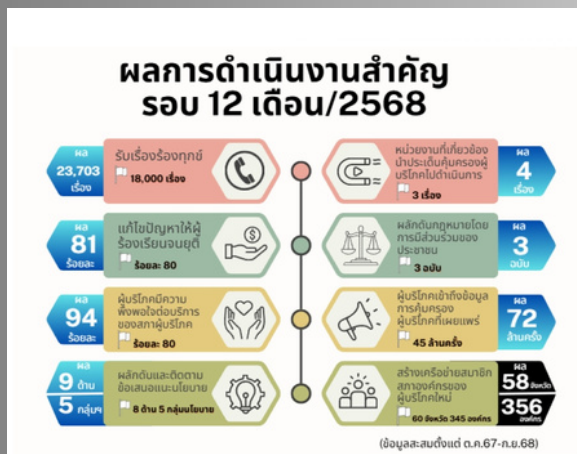 ผลการดำเนินงานสำคัญ
รอบ 12 เดือน/2568
ผล
23,703
เรื่อง
รับเรื่องร้องทุกข์
18,000 เรื่อง
หน่วยงานที่เกี่ยวข้อง
นำประเด็นคุ้มครองผู้
บริโภคไปดำเนินการ
3 เรื่อง
ผล
4
เรื่อง
ผล
81
ร้อยละ
แก้ไขปัญหาให้ผู้
ร้องเรียนจนยุติ
ร้อยละ 80
ผลักดันกฎหมายโดย
การมีส่วนร่วมของ
ประชาชน
3 ฉบับ
ผล
3
ฉบับ
ผล
94
ร้อยละ
ผู้บริโภคมีความ
พึงพอใจต่อบริการ
ของสภาผู้บริโภค
ร้อยละ 80
ผู้บริโภคเข้าถึงข้อมูล
การคุ้มครอง
ผู้บริโภคที่เผยแพร่
45 ล้านครั้ง
ผล
72
ล้านครั้ง
ผล
9 ด้าน
5 กลุ่มฯ
ผลักดันและติดตาม
ข้อเสนอแนะนโยบาย
8 ด้าน 5 กลุ่มนโยบาย
สร้างเครือข่ายสมาชิก
สภาองค์กรของ
ผู้บริโภคใหม่
60 จังหวัด 345 องค์กร
ผล
58 จังหวัด
356
องค์กร
(ข้อมูลสะสมตั้งแต่ ต.ค.67-ก.ย.68)